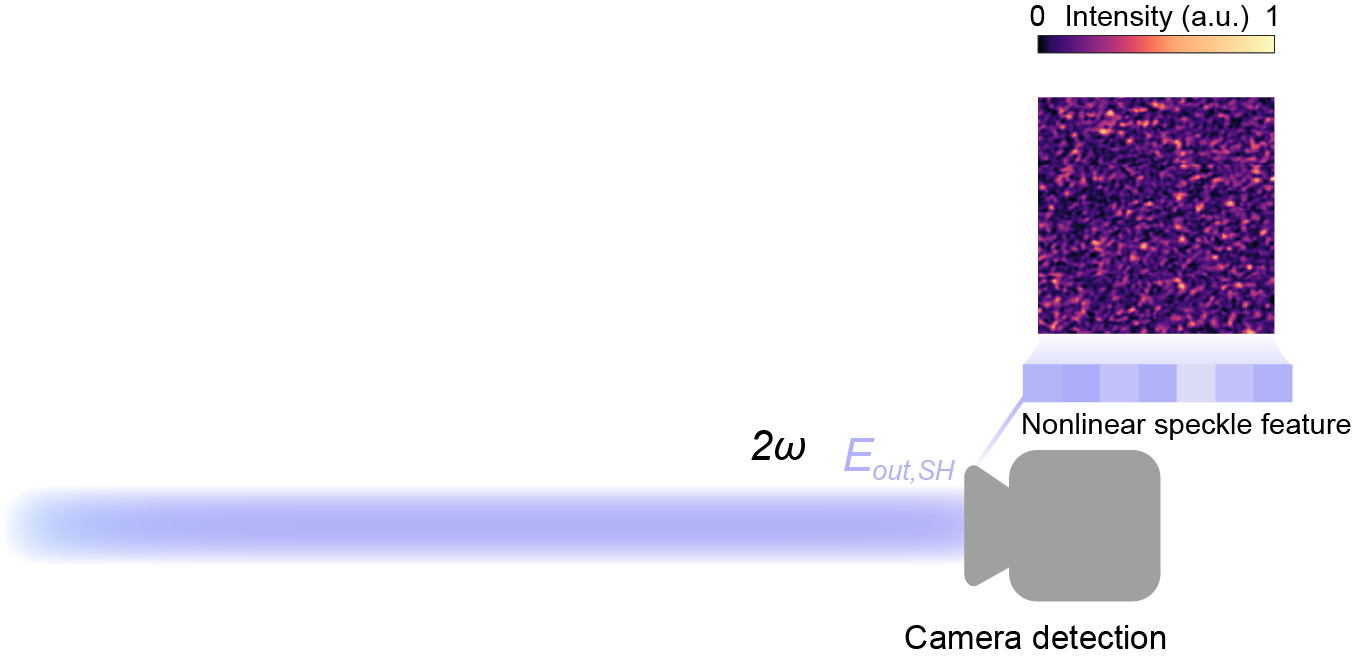 0 Intensity (a.u.) 1
Nonlinear speckle feature
2ω E_out,SH
Camera detection